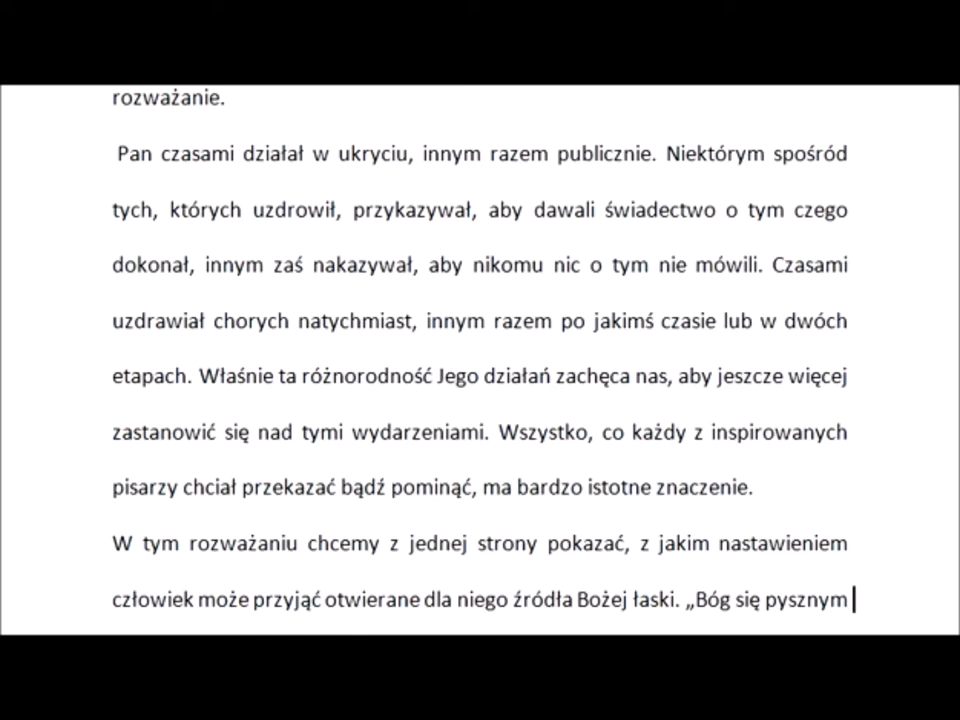 rozważanie.
Pan czasami działał w ukryciu, innym razem publicznie. Niektórym spośród
tych, których uzdrowił, przykazywał, aby dawali świadectwo o tym czego
dokonał, innym zaś nakazywał, aby nikomu nic o tym nie mówili. Czasami
uzdrawiał chorych natychmiast, innym razem po jakimś czasie lub w dwóch
etapach. Właśnie ta różnorodność Jego działań zachęca nas, aby jeszcze więcej
zastanowić się nad tymi wydarzeniami. Wszystko, co każdy z inspirowanych
pisarzy chciał przekazać bądź pominąć, ma bardzo istotne znaczenie.
W tym rozważaniu chcemy z jednej strony pokazać, z jakim nastawieniem
człowiek może przyjąć otwierane dla niego źródła Bożej łaski. „Bóg się pysznym